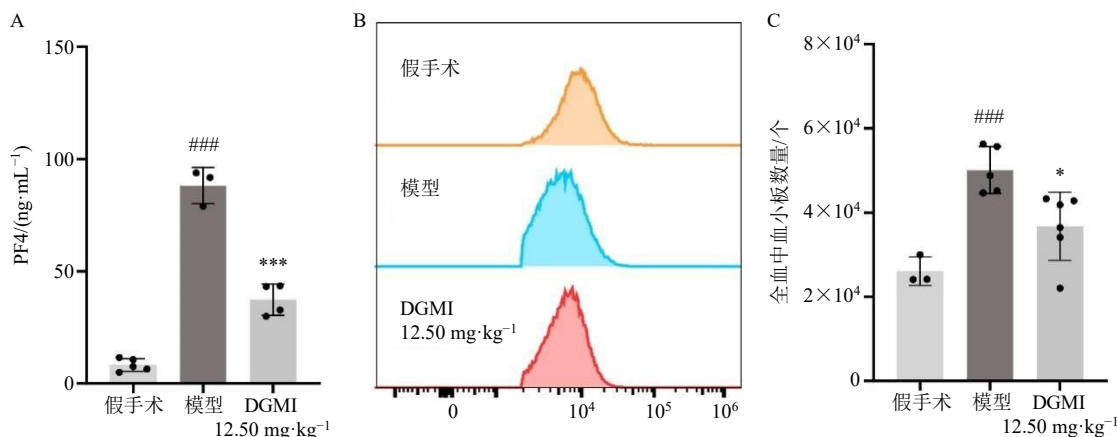 A
PF4/(ng·mL⁻¹)
150
100
50
0
###
***
假手术
模型
DGMI
12.50 mg·kg⁻¹
B
假手术
模型
DGMI
12.50 mg·kg⁻¹
0
10⁴
10⁵
10⁶
C
全血中血小板数量/个
8×10⁴
6×10⁴
4×10⁴
2×10⁴
0
###
*
假手术
模型
DGMI
12.50 mg·kg⁻¹